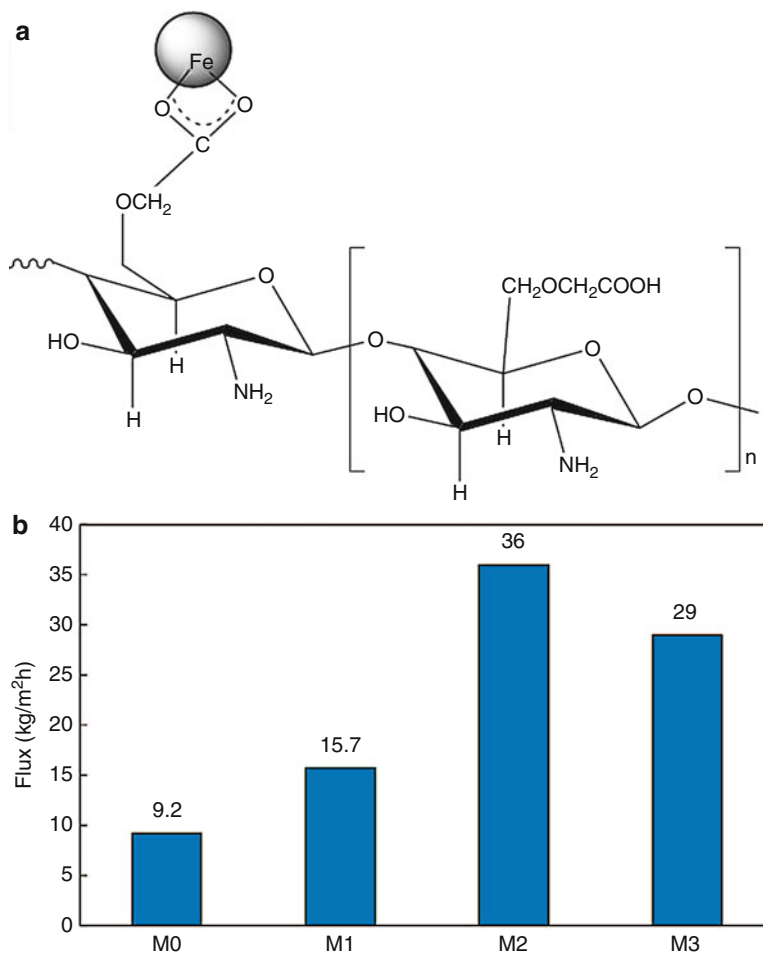 a
Fe
O O
C
OCH₂
O
CH₂OCH₂COOH
HO
H
NH₂
H
O
O
HO
H
NH₂
H
O
n
b
Flux (kg/m²h)
40
35
30
25
20
15
10
5
0
9.2
15.7
36
29
M0 M1 M2 M3